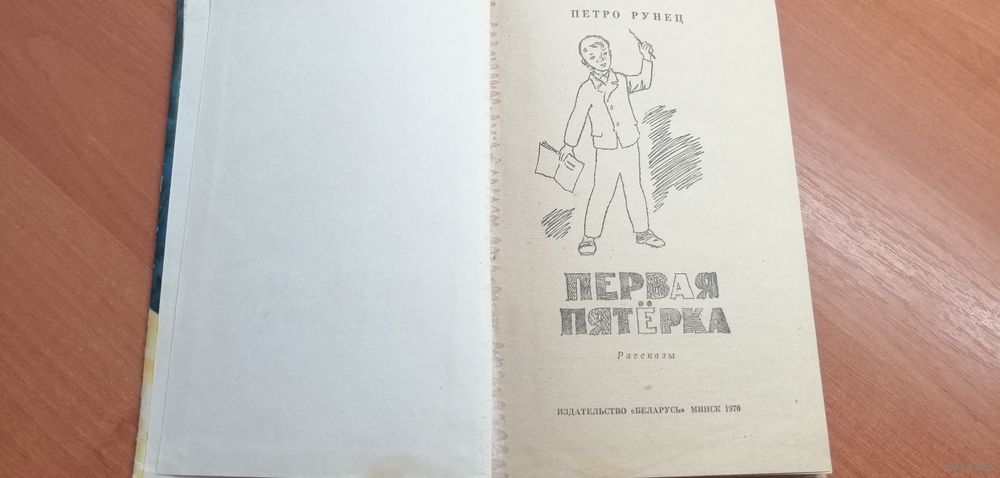 ПЕТРО РУНЕЦ
ПЕРВАЯ
ПЯТЁРКА
Рассказы
ИЗДАТЕЛЬСТВО «БЕЛАРУСЬ» МИНСК 1970